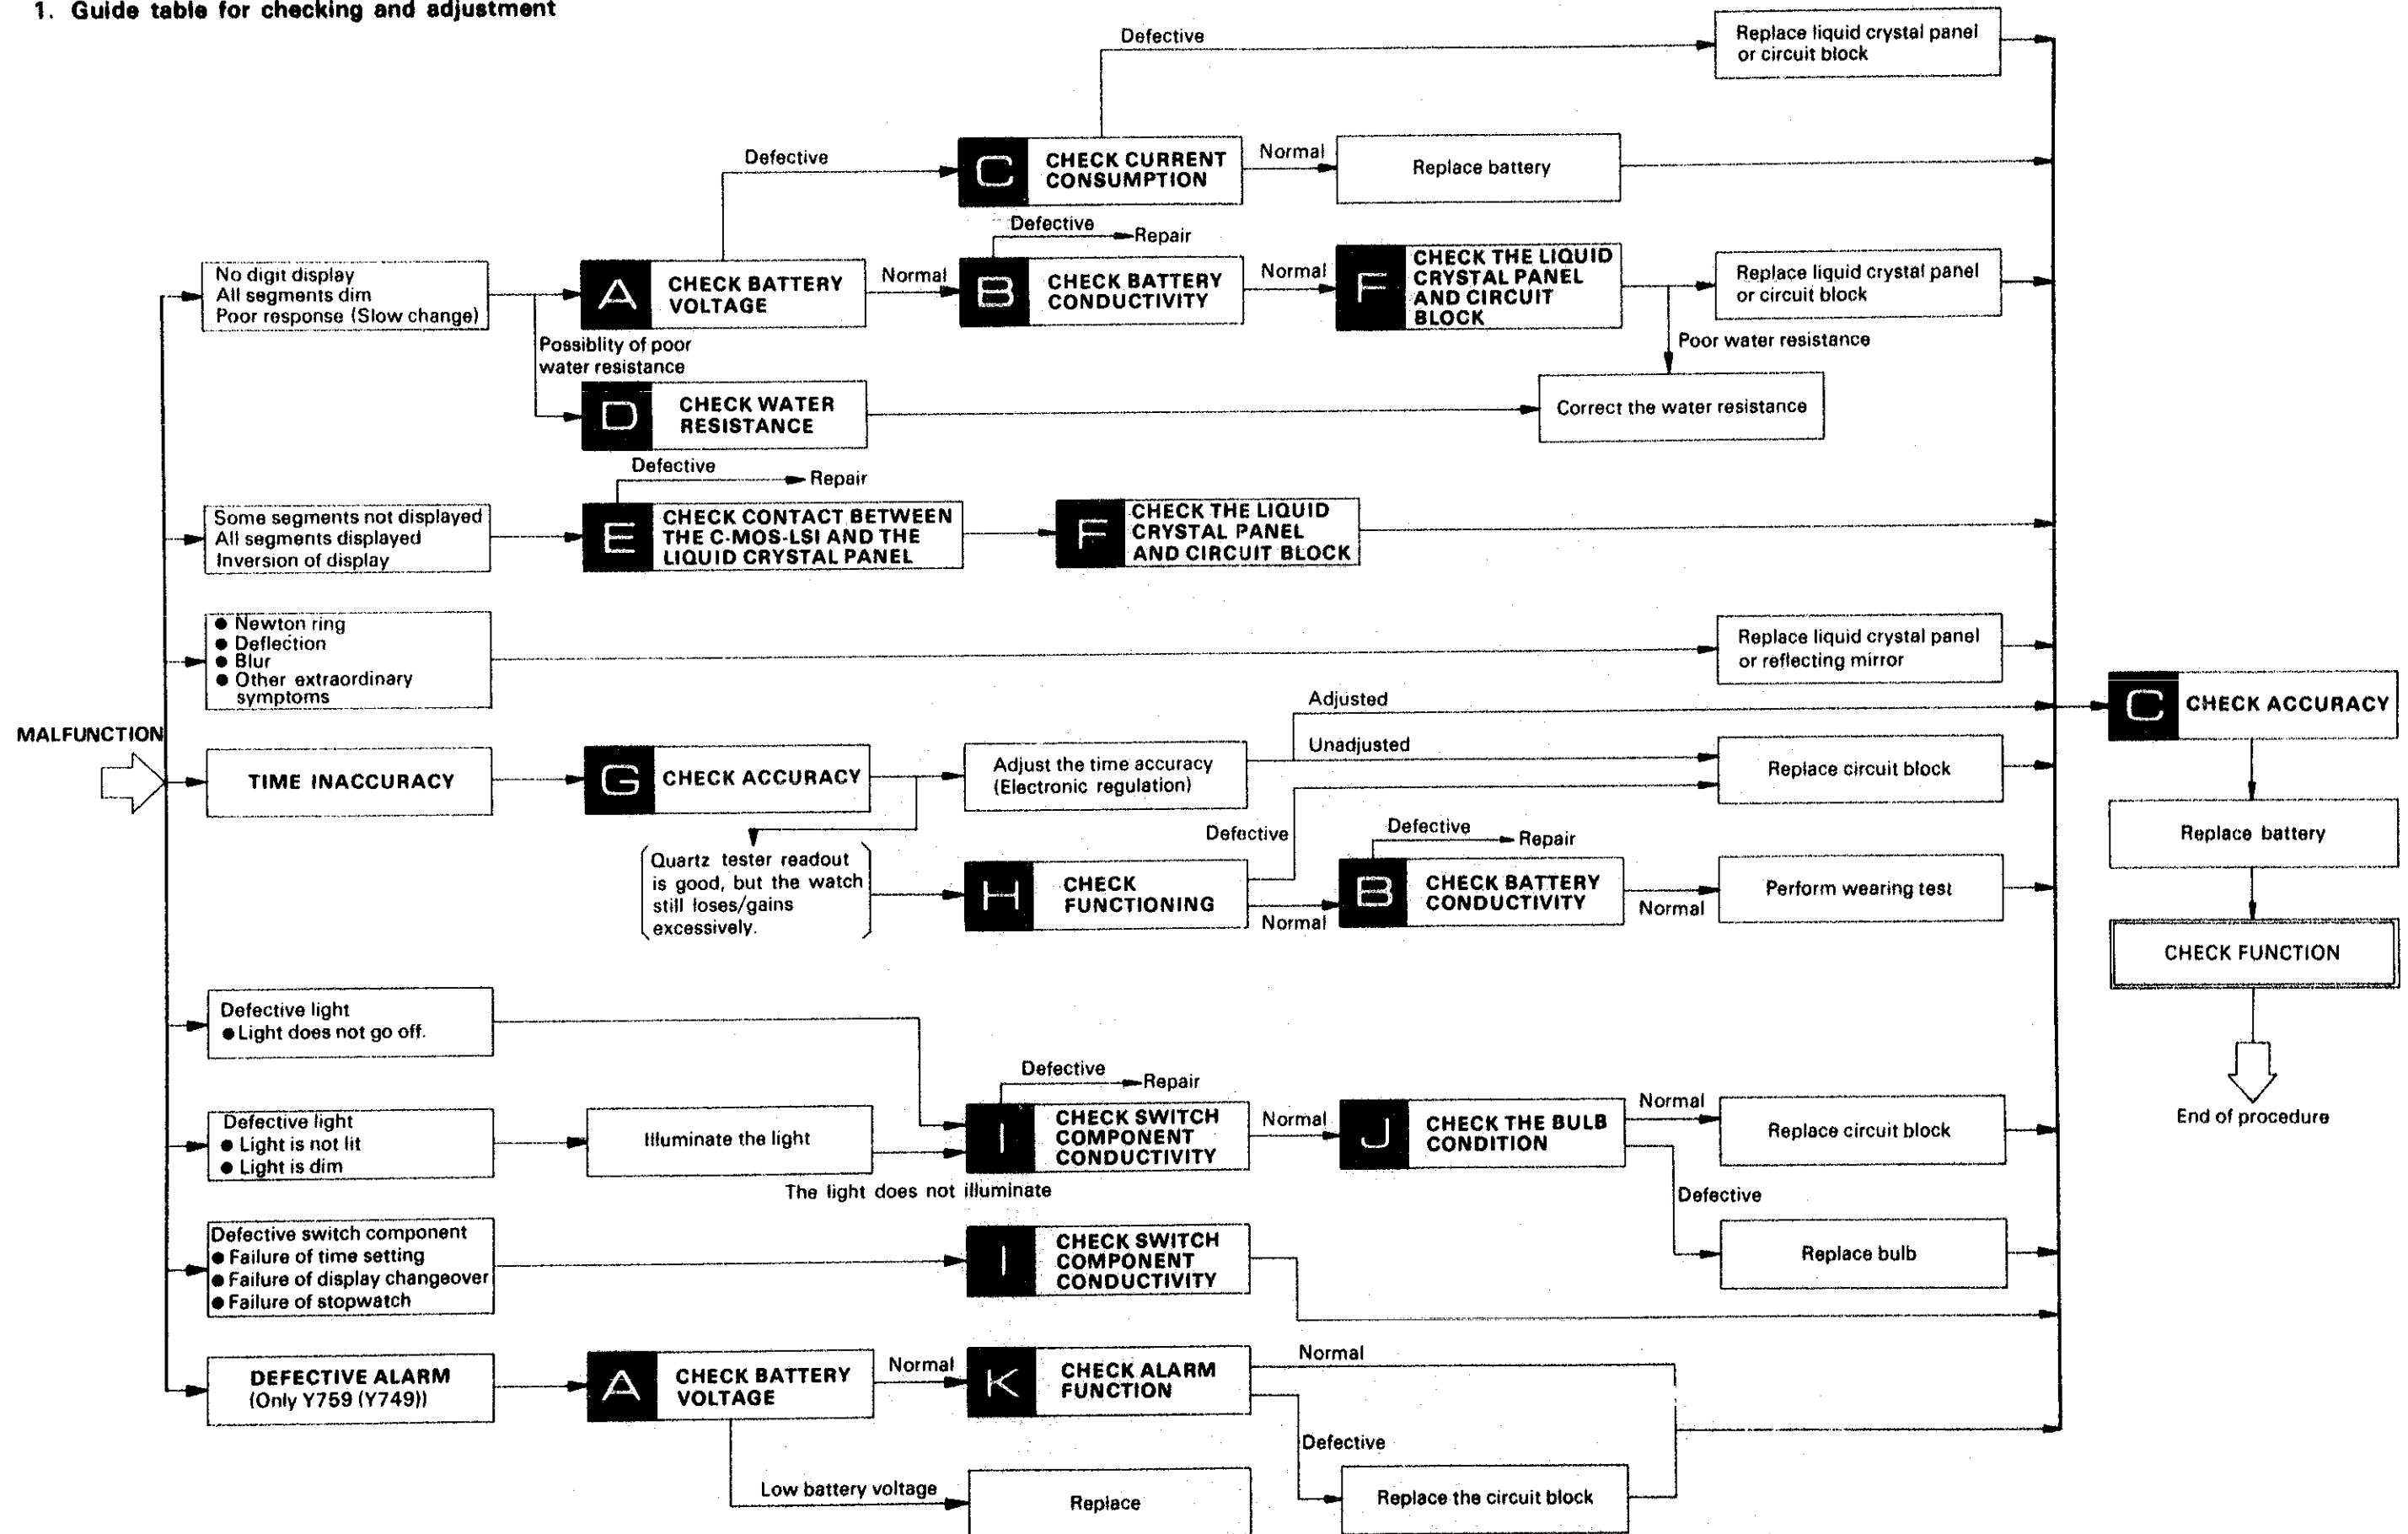 1. Guide table for checking and adjustment
Defective
Replace liquid crystal panel
or circuit block
Defective
C
CHECK CURRENT
CONSUMPTION
Normal
Replace battery
Defective
Repair
No digit display
All segments dim
Poor response (Slow change)
A
CHECK BATTERY
VOLTAGE
Normal
B
CHECK BATTERY
CONDUCTIVITY
Normal
F
CHECK THE LIQUID
CRYSTAL PANEL
AND CIRCUIT
BLOCK
Replace liquid crystal panel
or circuit block
Possiblity of poor
water resistance
Poor water resistance
D
CHECK WATER
RESISTANCE
Correct the water resistance
Defective
Repair
Some segments not displayed
All segments displayed
Inversion of display
E
CHECK CONTACT BETWEEN
THE C-MOS-LSI AND THE
LIQUID CRYSTAL PANEL
F
CHECK THE LIQUID
CRYSTAL PANEL
AND CIRCUIT BLOCK
● Newton ring
● Deflection
● Blur
● Other extraordinary
symptoms
Replace liquid crystal panel
or reflecting mirror
MALFUNCTION
TIME INACCURACY
G
CHECK ACCURACY
Adjust the time accuracy
(Electronic regulation)
Adjusted
Unadjusted
Replace circuit block
C
CHECK ACCURACY
Quartz tester readout
is good, but the watch
still loses/gains
excessively.
H
CHECK
FUNCTIONING
Defective
Normal
Defective
Repair
B
CHECK BATTERY
CONDUCTIVITY
Normal
Perform wearing test
Replace battery
CHECK FUNCTION
End of procedure
Defective light
● Light does not go off.
Defective
Repair
Defective light
● Light is not lit
● Light is dim
Illuminate the light
The light does not illuminate
I
CHECK SWITCH
COMPONENT
CONDUCTIVITY
Normal
J
CHECK THE BULB
CONDITION
Normal
Replace circuit block
Defective
Replace bulb
Defective switch component
● Failure of time setting
● Failure of display changeover
● Failure of stopwatch
I
CHECK SWITCH
COMPONENT
CONDUCTIVITY
DEFECTIVE ALARM
(Only Y759 (Y749))
A
CHECK BATTERY
VOLTAGE
Normal
K
CHECK ALARM
FUNCTION
Normal
Defective
Low battery voltage
Replace
Replace the circuit block